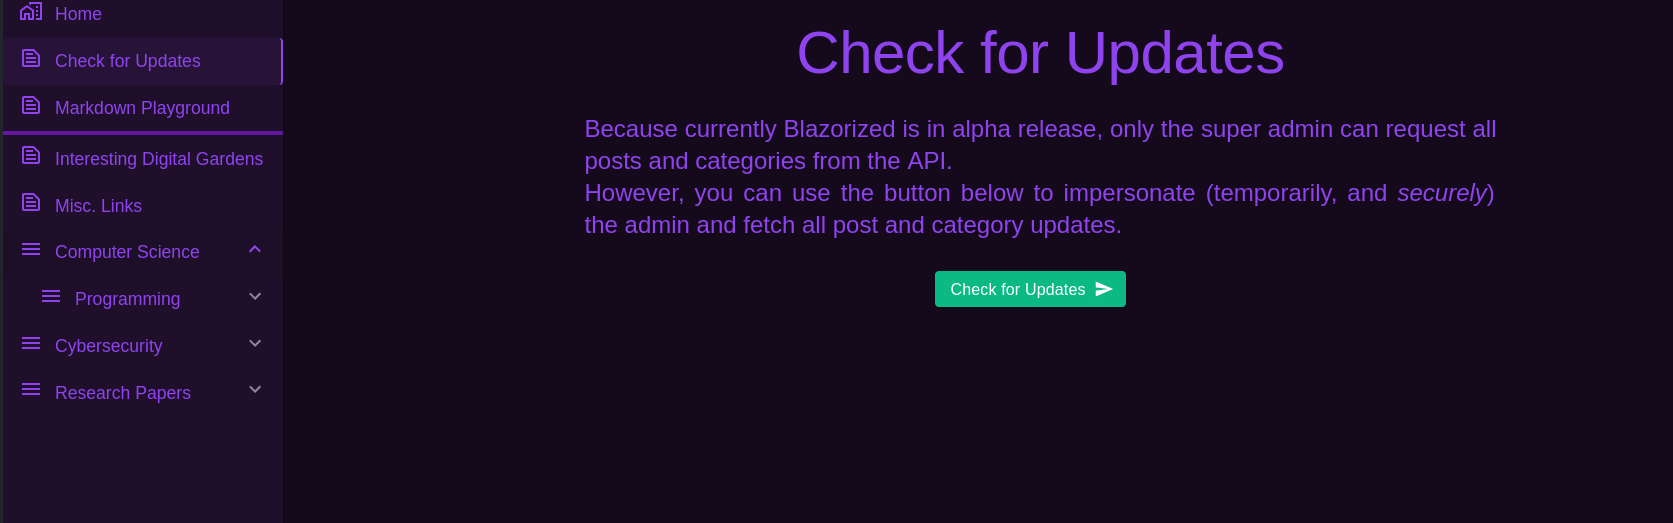 Home
Check for Updates
Markdown Playground
Interesting Digital Gardens
Misc. Links
Computer Science
Programming
Cybersecurity
Research Papers
Check for Updates
Because currently Blazorized is in alpha release, only the super admin can request all
posts and categories from the API.
However, you can use the button below to impersonate (temporarily, and securely)
the admin and fetch all post and category updates.
Check for Updates